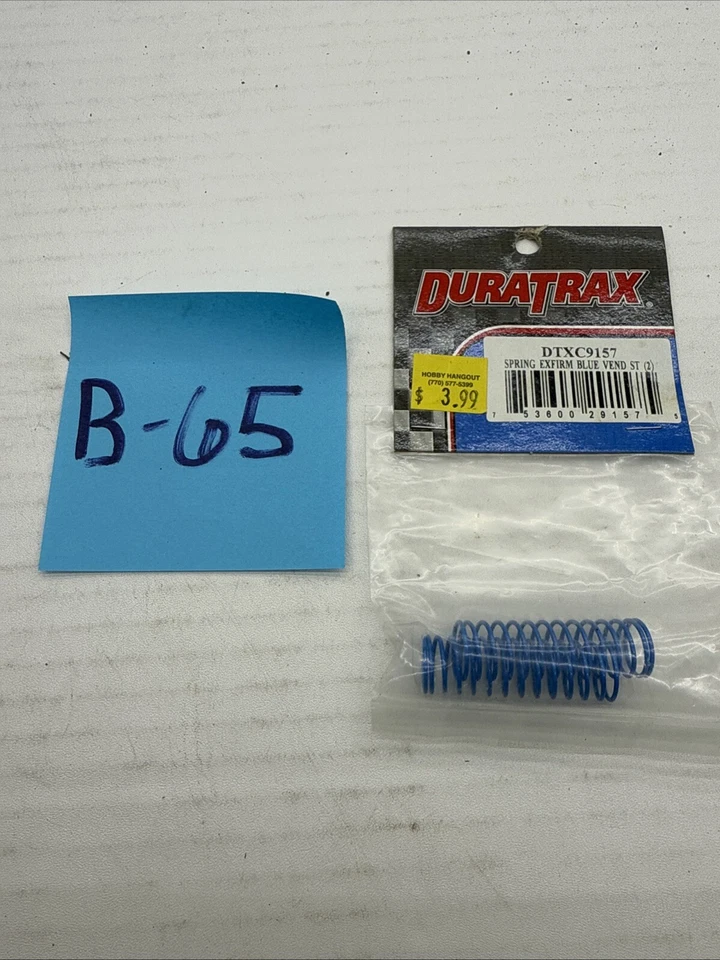 B-65
DURATRAX®
DTXC9157
SPRING EXFIRM BLUE VEND ST (2)
HOBBY HANGOUT
(770) 577-5399
$ 3.99
7 53600 29157 5